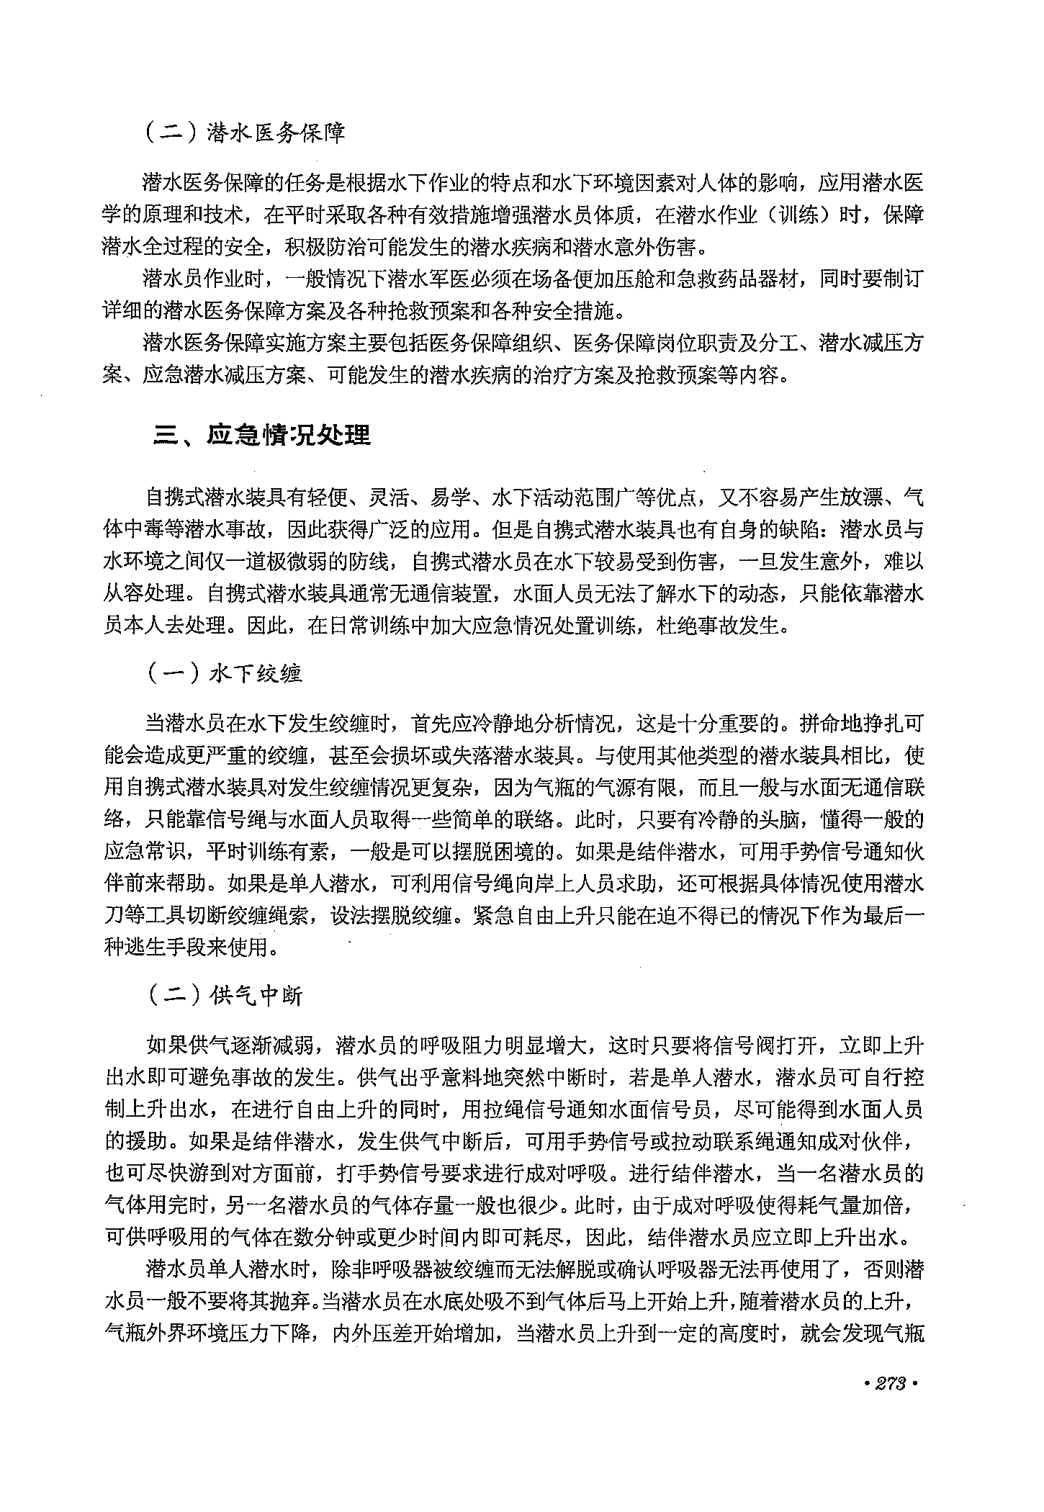 （二）潜水医务保障
潜水医务保障的任务是根据水下作业的特点和水下环境因素对人体的影响，应用潜水医
学的原理和技术，在平时采取各种有效措施增强潜水员体质，在潜水作业（训练）时，保障
潜水全过程的安全，积极防治可能发生的潜水疾病和潜水意外伤害。
潜水员作业时，一般情况下潜水军医必须在场备便加压舱和急救药品器材，同时要制订
详细的潜水医务保障方案及各种抢救预案和各种安全措施。
潜水医务保障实施方案主要包括医务保障组织、医务保障岗位职责及分工、潜水减压方
案、应急潜水减压方案、可能发生的潜水疾病的治疗方案及抢救预案等内容。
三、应急情况处理
自携式潜水装具有轻便、灵活、易学、水下活动范围广等优点，又不容易产生放漂、气
体中毒等潜水事故，因此获得广泛的应用。但是自携式潜水装具也有自身的缺陷：潜水员与
水环境之间仅一道极微弱的防线，自携式潜水员在水下较易受到伤害，一旦发生意外，难以
从容处理。自携式潜水装具通常无通信装置，水面人员无法了解水下的动态，只能依靠潜水
员本人去处理。因此，在日常训练中加大应急情况处置训练，杜绝事故发生。
（一）水下绞缠
当潜水员在水下发生绞缠时，首先应冷静地分析情况，这是十分重要的。拼命地挣扎可
能会造成更严重的绞缠，甚至会损坏或失落潜水装具。与使用其他类型的潜水装具相比，使
用自携式潜水装具对发生绞缠情况更复杂，因为气瓶的气源有限，而且一般与水面无通信联
络，只能靠信号绳与水面人员取得一些简单的联络。此时，只要有冷静的头脑，懂得一般的
应急常识，平时训练有素，一般是可以摆脱困境的。如果是结伴潜水，可用手势信号通知伙
伴前来帮助。如果是单人潜水，可利用信号绳向岸上人员求助，还可根据具体情况使用潜水
刀等工具切断绞缠绳索，设法摆脱绞缠。紧急自由上升只能在迫不得已的情况下作为最后一
种逃生手段来使用。
（二）供气中断
如果供气逐渐减弱，潜水员的呼吸阻力明显增大，这时只要将信号阀打开，立即上升
出水即可避免事故的发生。供气出乎意料地突然中断时，若是单人潜水，潜水员可自行控
制上升出水，在进行自由上升的同时，用拉绳信号通知水面信号员，尽可能得到水面人员
的援助。如果是结伴潜水，发生供气中断后，可用手势信号或拉动联系绳通知成对伙伴，
也可尽快游到对方面前，打手势信号要求进行成对呼吸。进行结伴潜水，当一名潜水员的
气体用完时，另一名潜水员的气体存量一般也很少。此时，由于成对呼吸使得耗气量加倍，
可供呼吸用的气体在数分钟或更少时间内即可耗尽，因此，结伴潜水员应立即上升出水。
潜水员单人潜水时，除非呼吸器被绞缠而无法解脱或确认呼吸器无法再使用了，否则潜
水员一般不要将其抛弃。当潜水员在水底处吸不到气体后马上开始上升，随着潜水员的上升，
气瓶外界环境压力下降，内外压差开始增加，当潜水员上升到一定的高度时，就会发现气瓶
·273·